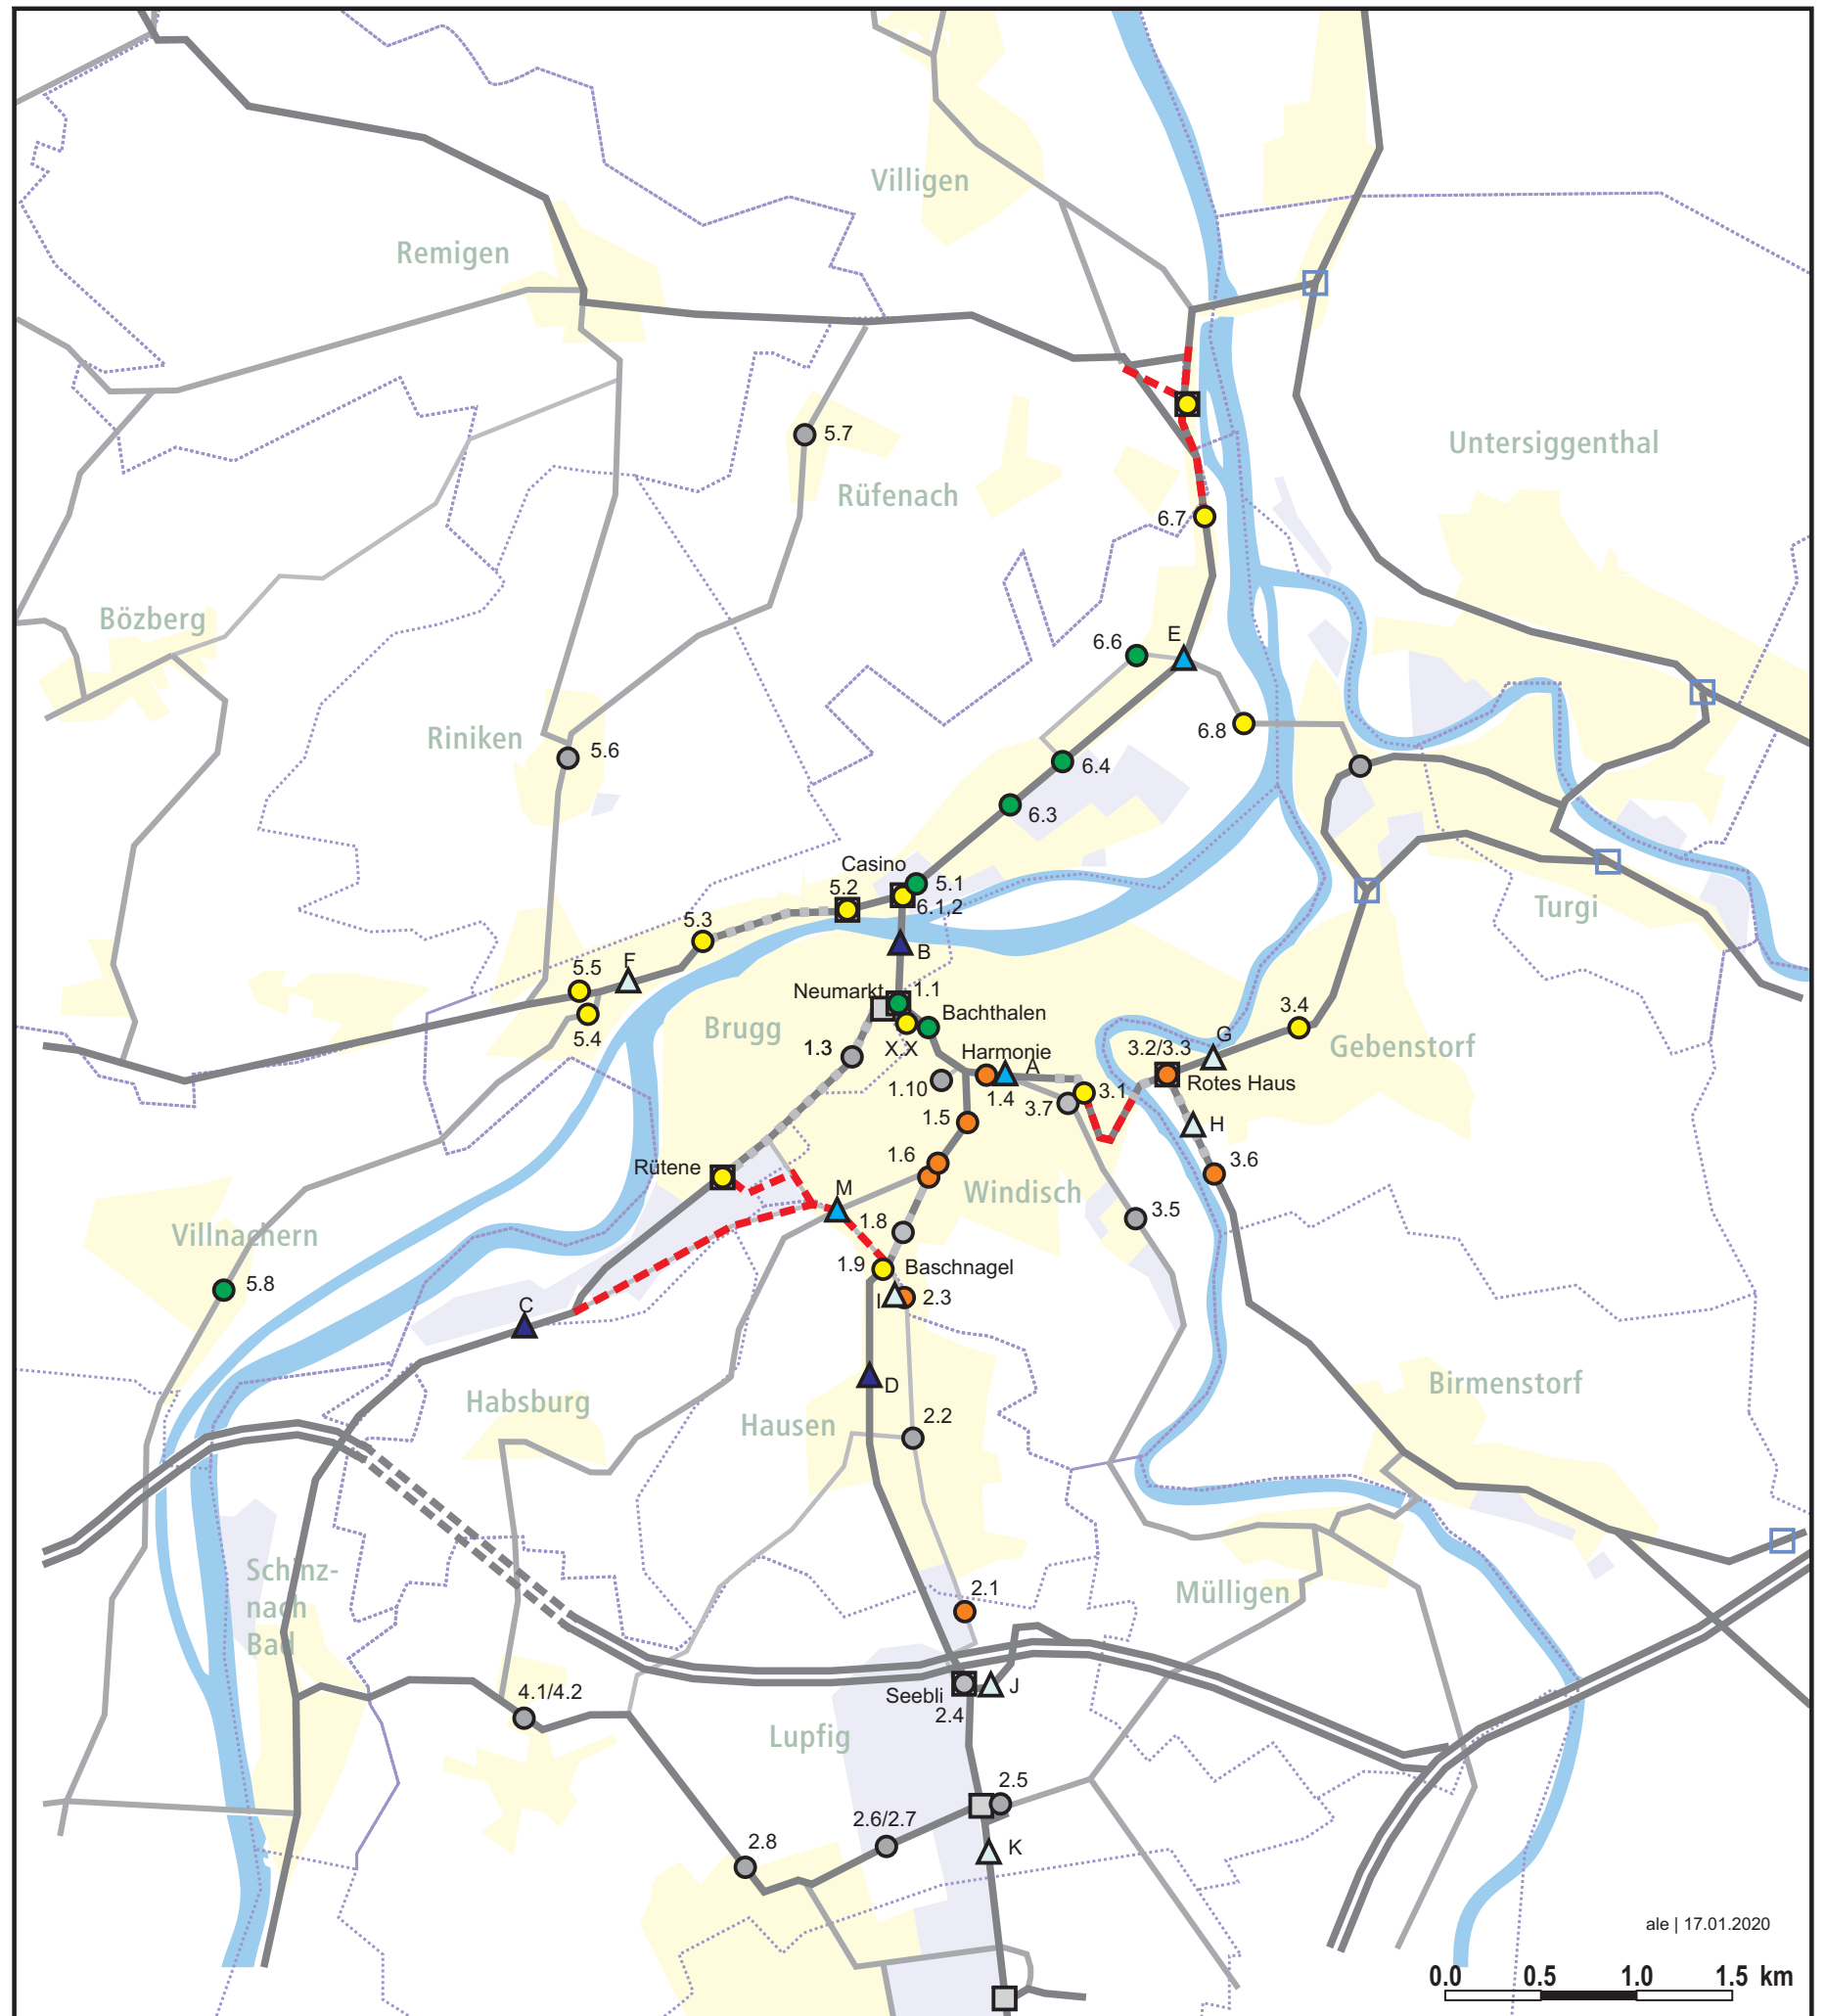 Villigen
Remigen
Untersiggenthal
5.7
Rüfenach
6.7
Bözberg
E
6.6
6.8
Riniken
5.6
6.4
6.3
Casino
5.1
5.2
6.1,2
Turgi
5.3
B
F
5.5
5.4
Neumarkt
1.1
Bachthalen
3.4
Brugg
X.X
G
Gebenstorf
1.3
Harmonie
A
3.2/3.3
Rotes Haus
1.10
1.4
3.7
3.1
1.5
H
Rütene
1.6
3.6
M
Windisch
3.5
Villnachern
1.8
5.8
1.9
Baschnagel
C
I
2.3
D
Birmenstorf
Habsburg
Hausen
2.2
Schinz-
nach
Bad
2.1
Mülligen
4.1/4.2
Seebli
J
2.4
Lupfig
2.5
2.6/2.7
2.8
K
ale | 17.01.2020
0.0 0.5 1.0 1.5 km